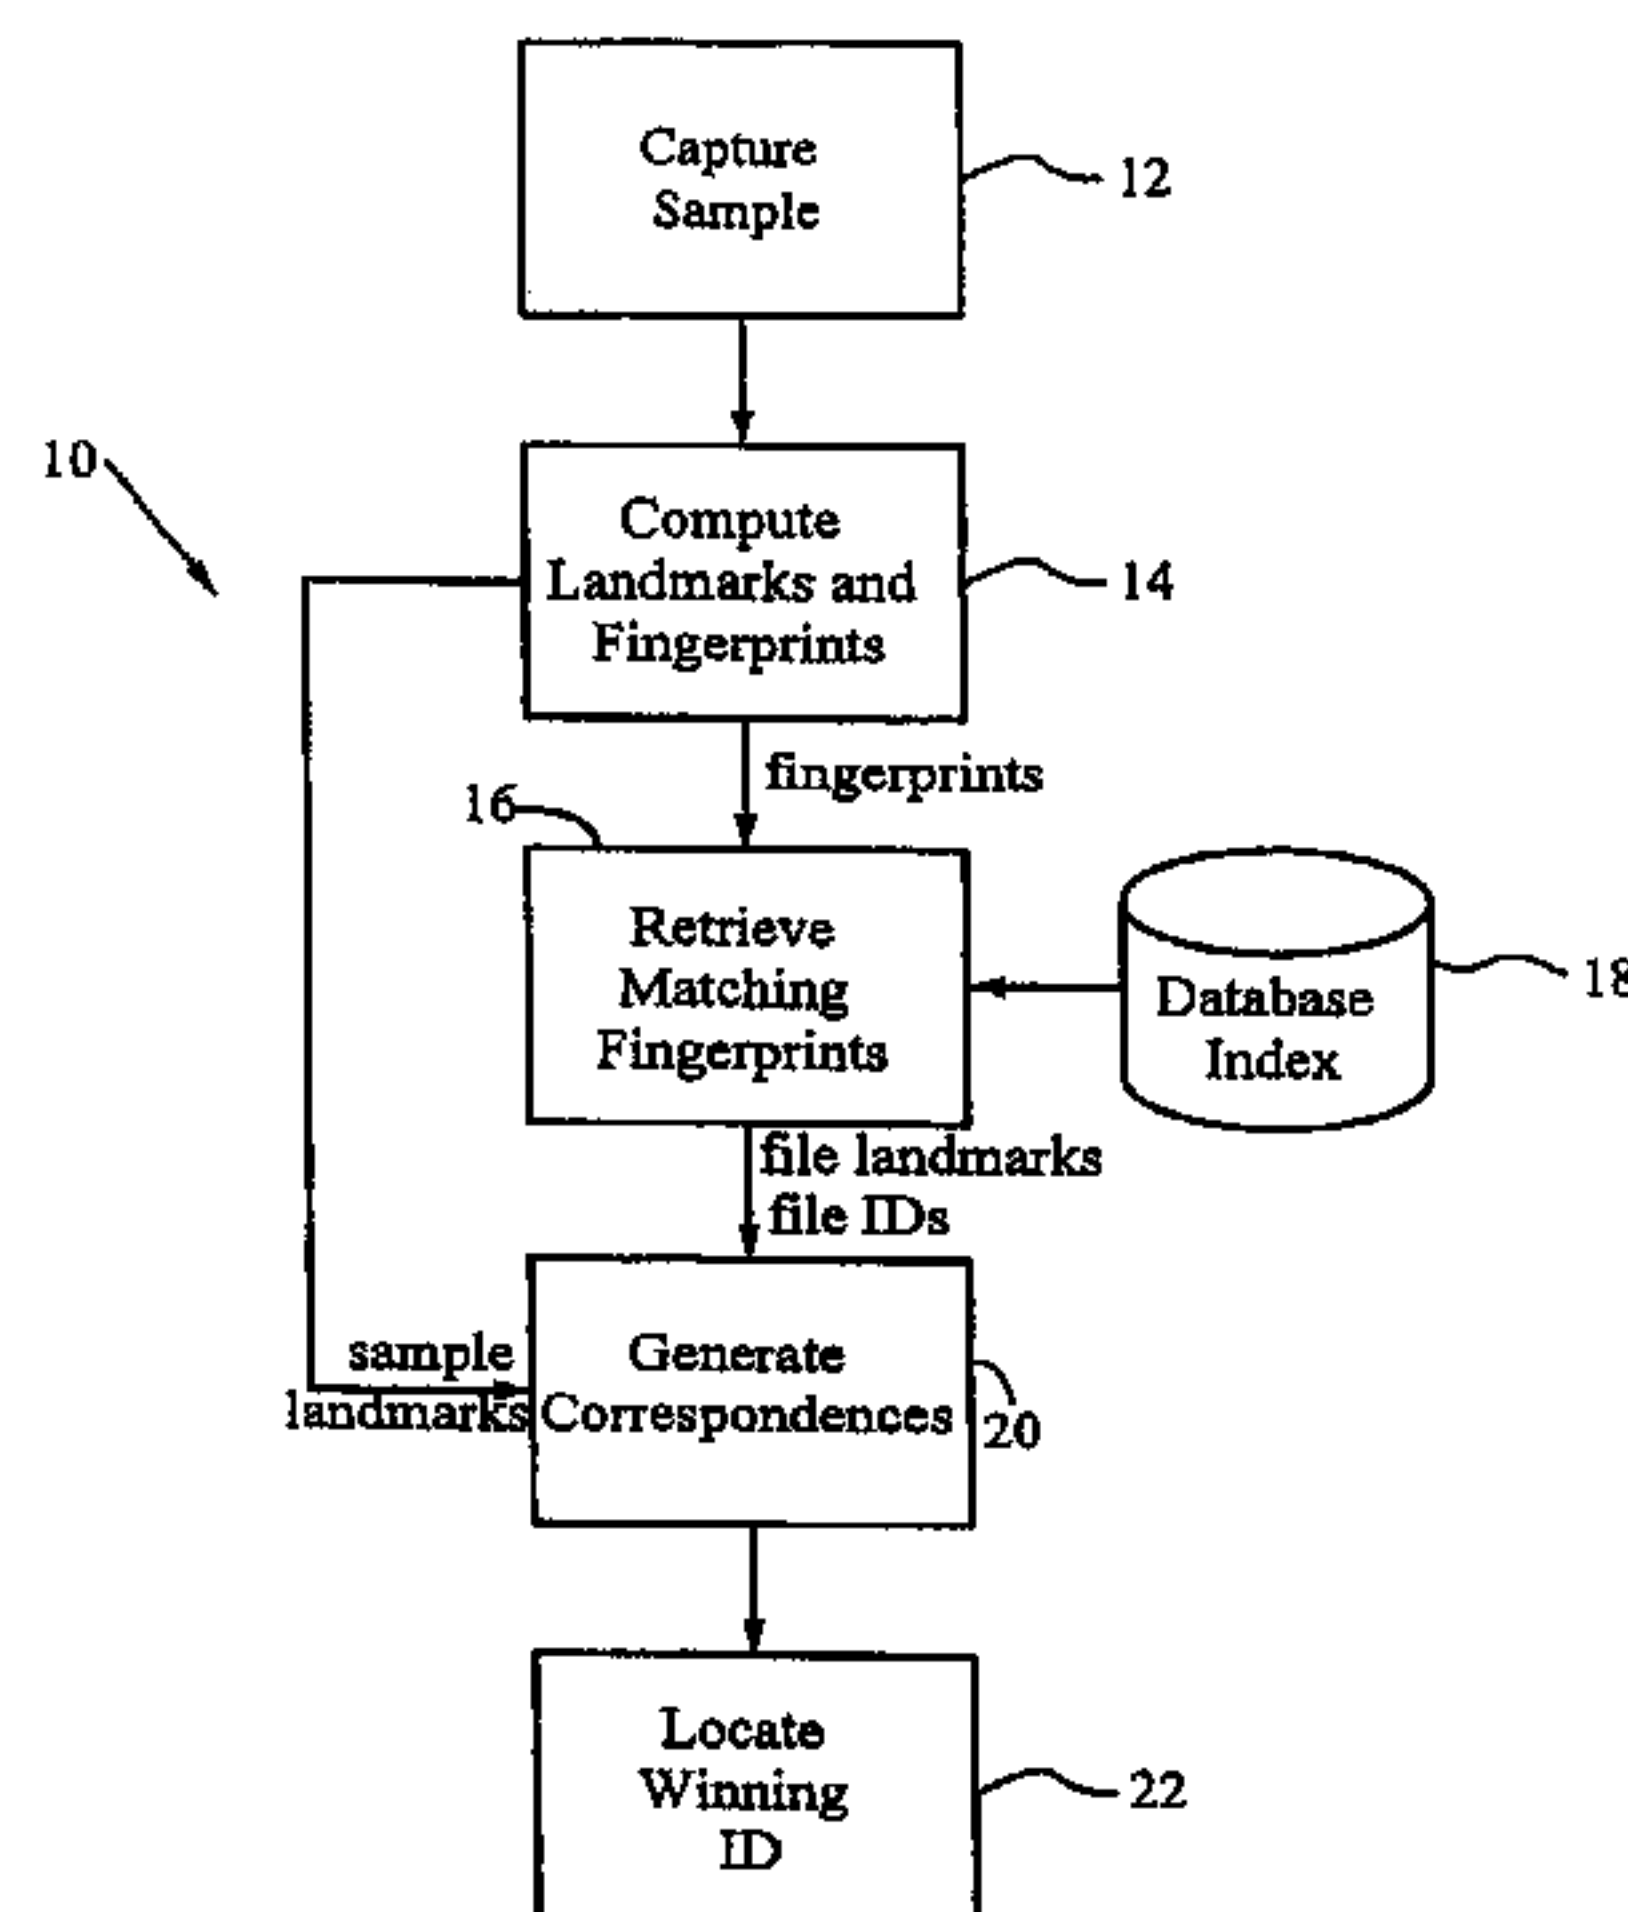 Capture
Sample
12
10
Compute
Landmarks and
Fingerprints
14
fingerprints
16
Retrieve
Matching
Fingerprints
Database
Index
18
file landmarks
file IDs
sample
landmarks
Generate
Correspondences
20
Locate
Winning
ID
22